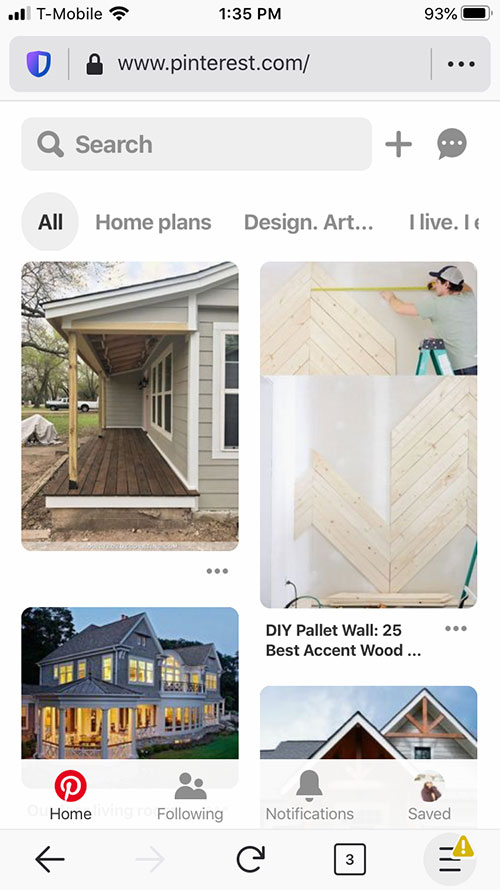 T-Mobile 1:35 PM 93%
www.pinterest.com/
Search
All Home plans Design. Art... I live. I e
DIY Pallet Wall: 25
Best Accent Wood ...
Home Following Notifications Saved
3